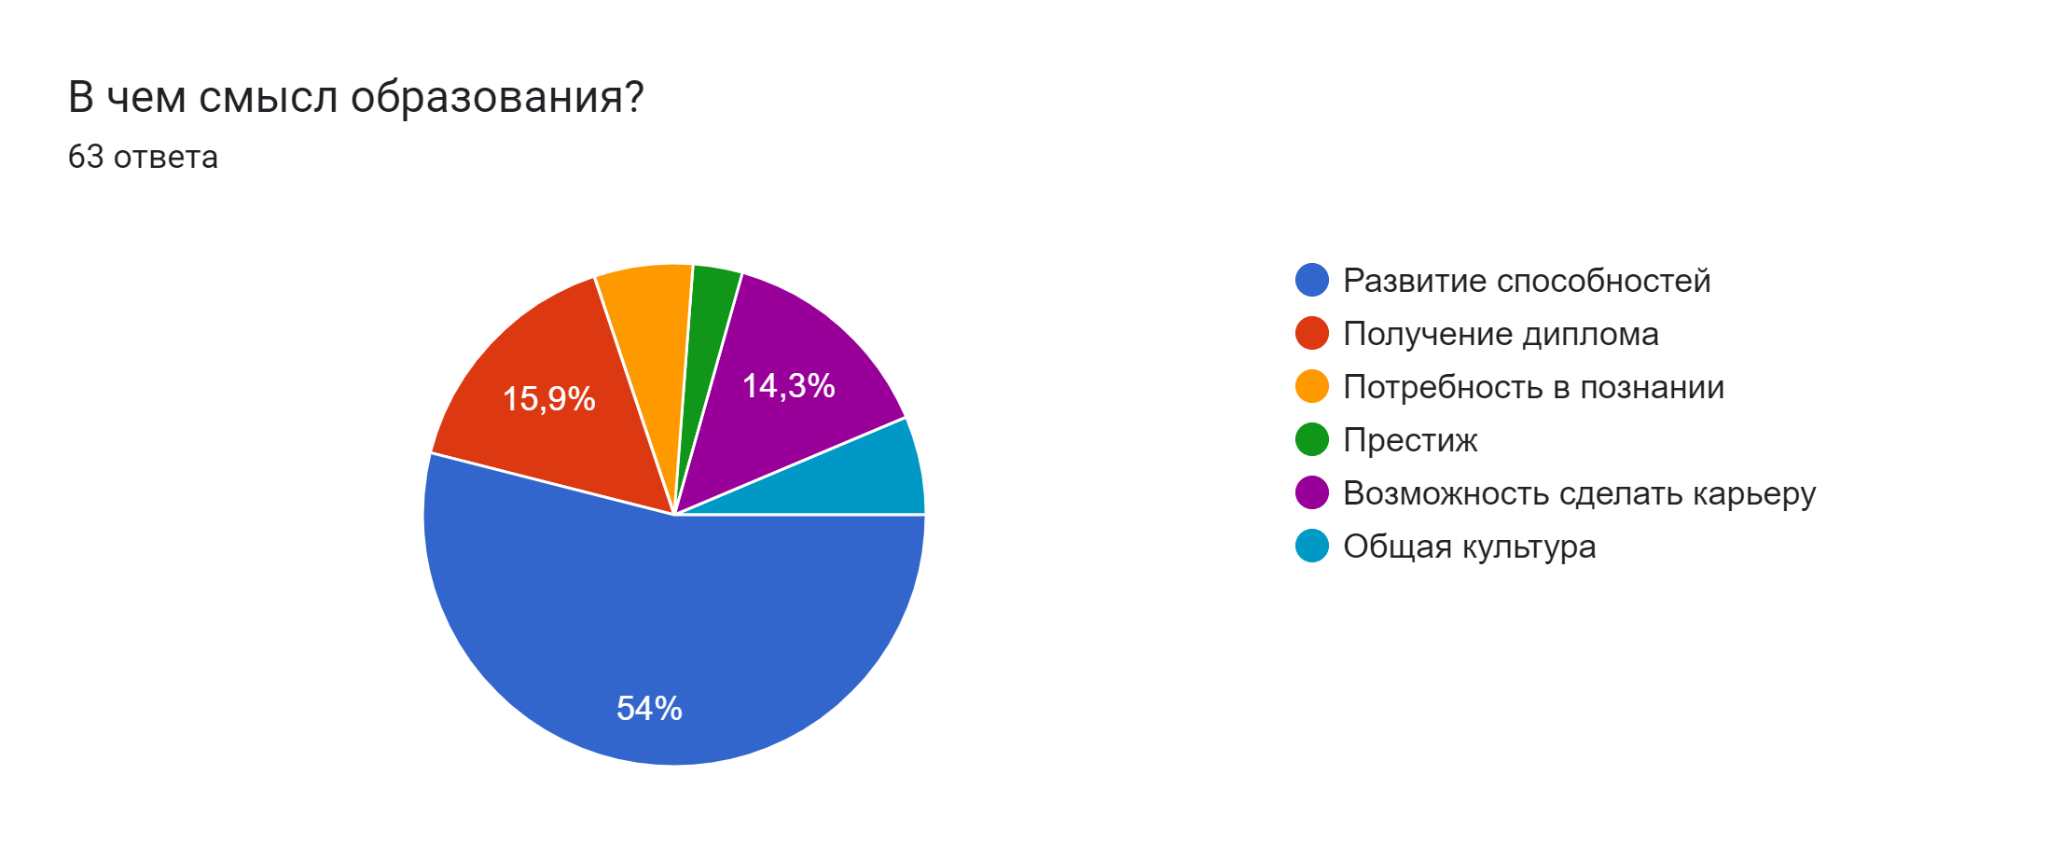 В чем смысл образования?
63 ответа
15,9%
14,3%
54%
Развитие способностей
Получение диплома
Потребность в познании
Престиж
Возможность сделать карьеру
Общая культура